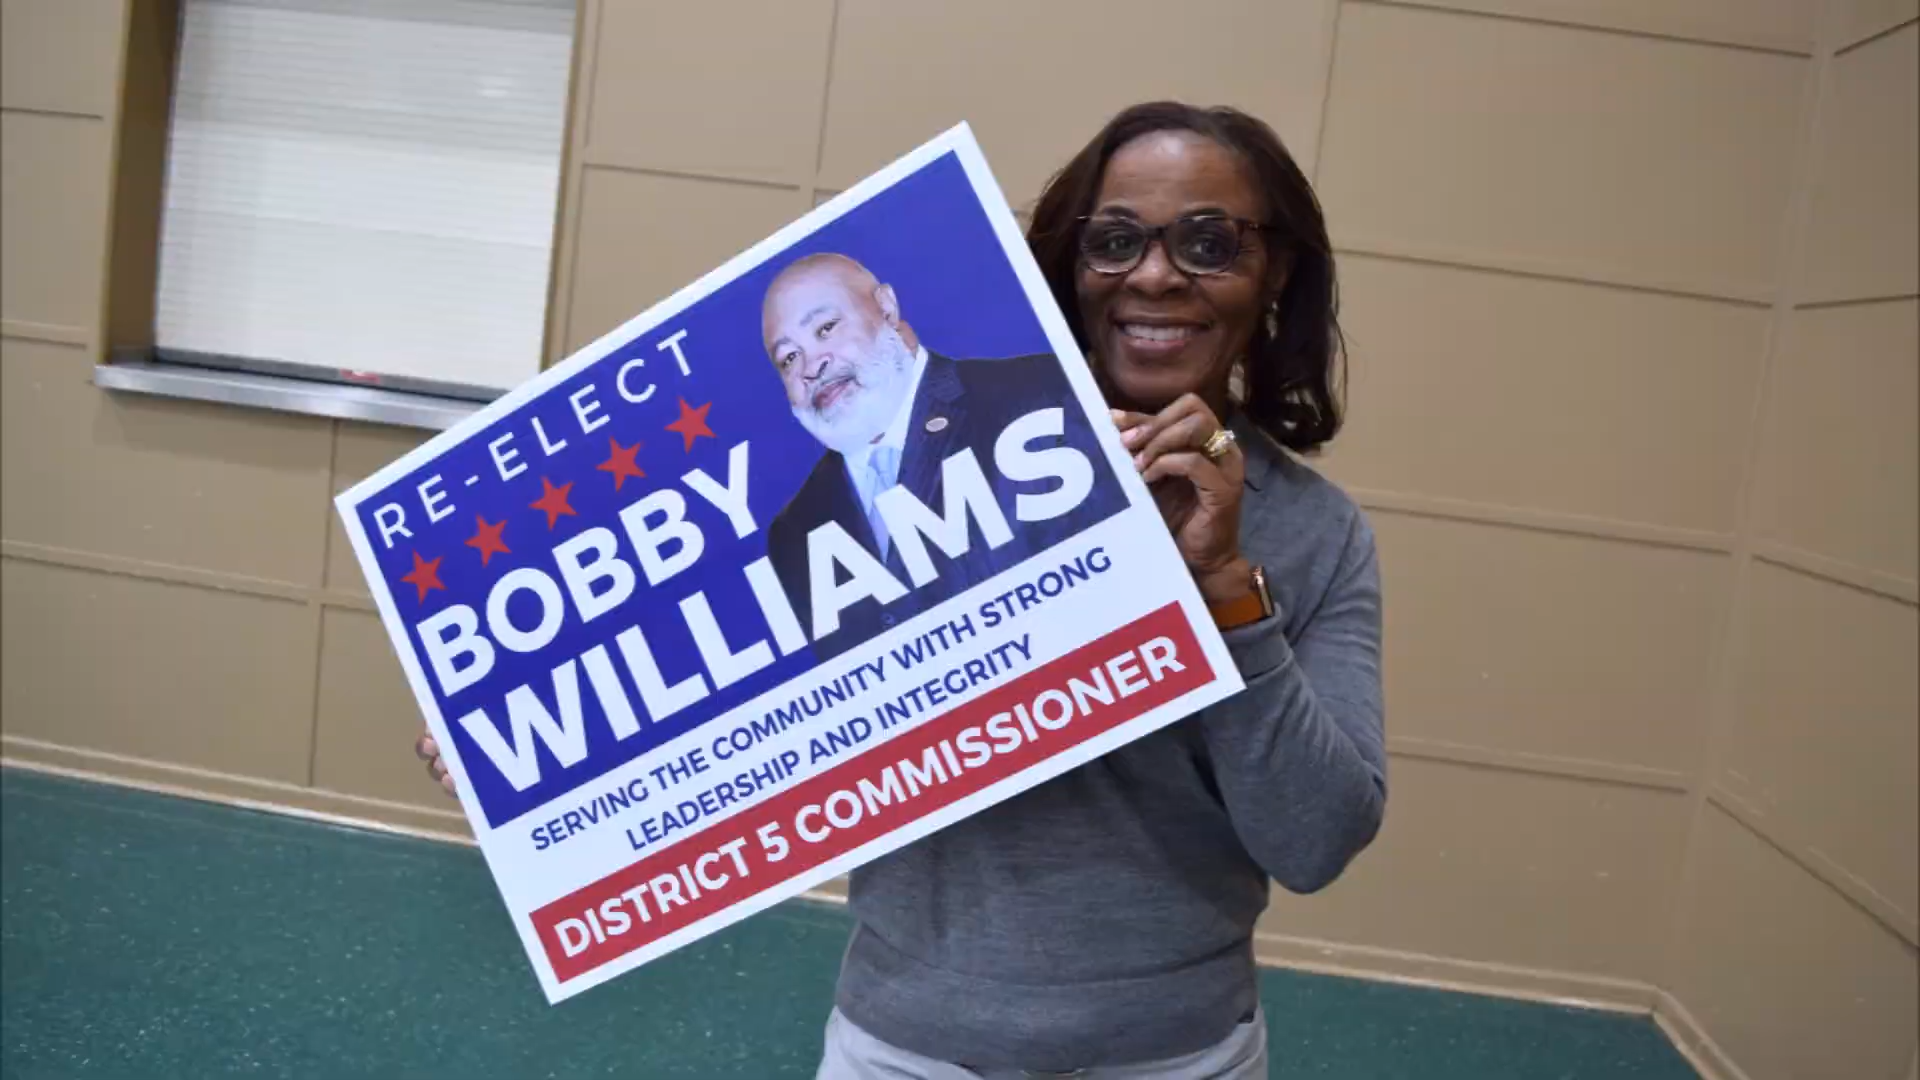 RE-ELECT
BOBBY
WILLIAMS
SERVING THE COMMUNITY WITH STRONG
LEADERSHIP AND INTEGRITY
DISTRICT 5 COMMISSIONER